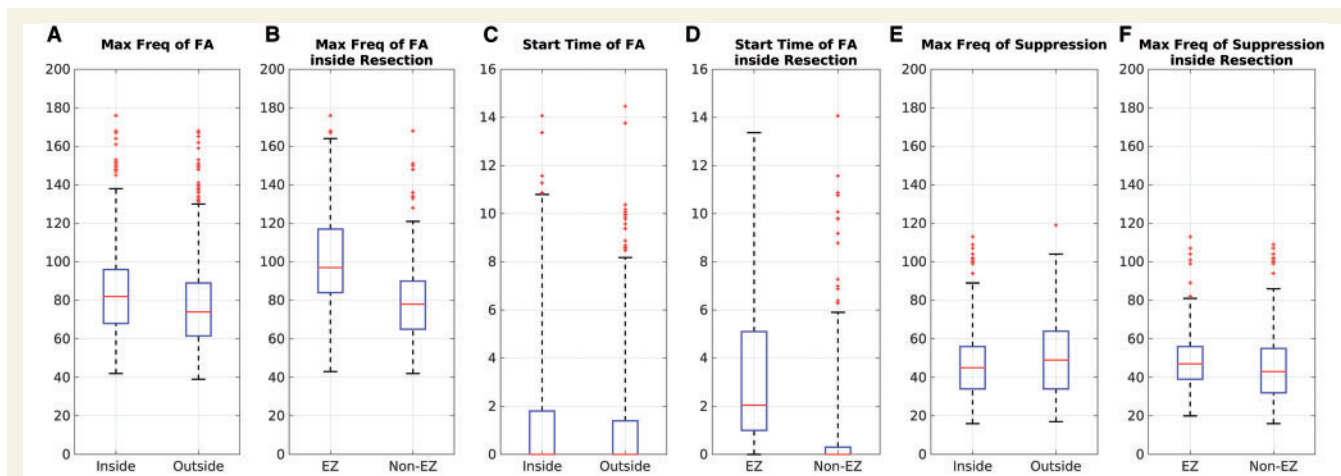 A
Max Freq of FA
200
180
160
140
120
100
80
60
40
20
0
Inside Outside
B
Max Freq of FA
inside Resection
200
180
160
140
120
100
80
60
40
20
0
EZ Non-EZ
C
Start Time of FA
16
14
12
10
8
6
4
2
0
Inside Outside
D
Start Time of FA
inside Resection
16
14
12
10
8
6
4
2
0
EZ Non-EZ
E
Max Freq of Suppression
200
180
160
140
120
100
80
60
40
20
0
Inside Outside
F
Max Freq of Suppression
inside Resection
200
180
160
140
120
100
80
60
40
20
0
EZ Non-EZ